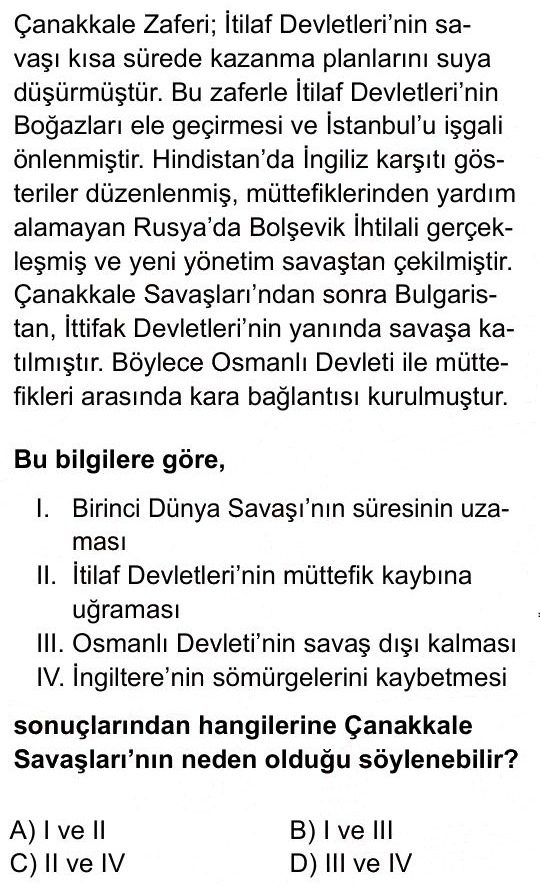 Çanakkale Zaferi; İtilaf Devletleri’nin sa-
vaşı kısa sürede kazanma planlarını suya
düşürmüştür. Bu zaferle İtilaf Devletleri’nin
Boğazları ele geçirmesi ve İstanbul’u işgali
önlenmiştir. Hindistan’da İngiliz karşıtı gös-
teriler düzenlenmiş, müttefiklerinden yardım
alamayan Rusya’da Bolşevik İhtilali gerçek-
leşmiş ve yeni yönetim savaştan çekilmiştir.
Çanakkale Savaşları’ndan sonra Bulgaris-
tan, İttifak Devletleri’nin yanında savaşa ka-
tılmıştır. Böylece Osmanlı Devleti ile mütte-
fikleri arasında kara bağlantısı kurulmuştur.
Bu bilgilere göre,
I. Birinci Dünya Savaşı’nın süresinin uza-
ması
II. İtilaf Devletleri’nin müttefik kaybına
uğraması
III. Osmanlı Devleti’nin savaş dışı kalması
IV. İngiltere’nin sömürgelerini kaybetmesi
sonuçlarından hangilerine Çanakkale
Savaşları’nın neden olduğu söylenebilir?
A) I ve II B) I ve III
C) II ve IV D) III ve IV